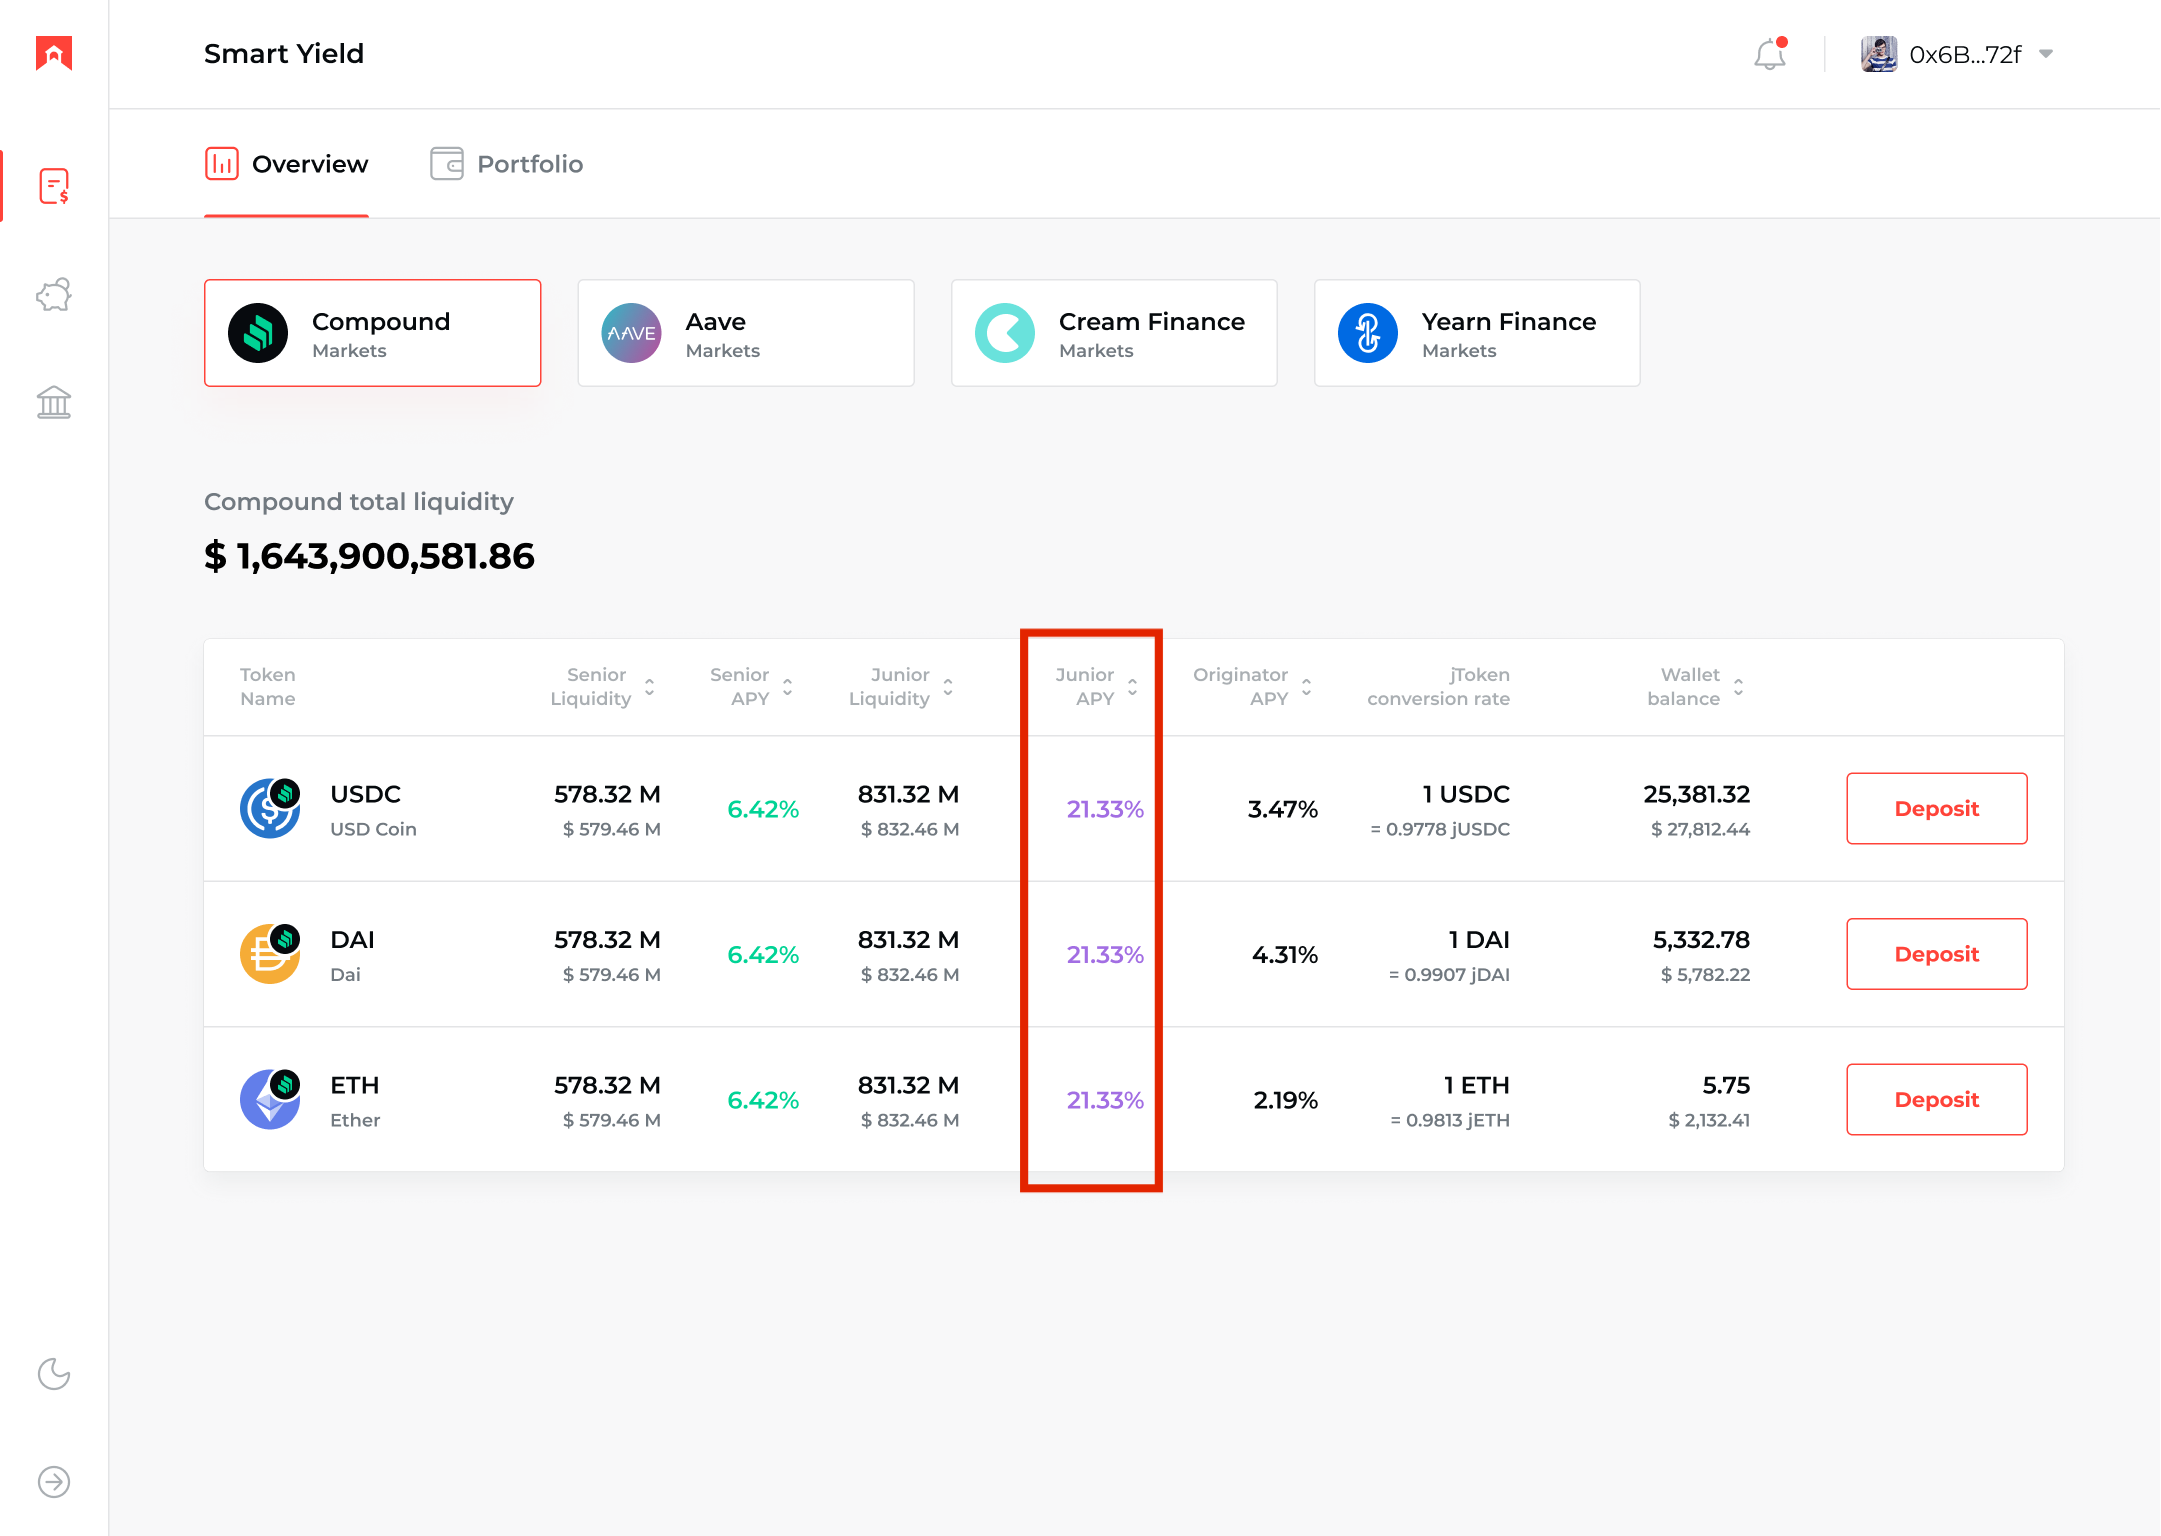 Smart Yield
0x6B...72f
Overview
Portfolio
Compound
Markets
AAVE
Aave
Markets
Cream Finance
Markets
Yearn Finance
Markets
Compound total liquidity
$ 1,643,900,581.86
Token
Name
Senior
Liquidity
Senior
APY
Junior
Liquidity
Junior
APY
Originator
APY
jToken
conversion rate
Wallet
balance
USDC
USD Coin
578.32 M
$ 579.46 M
6.42%
831.32 M
$ 832.46 M
21.33%
3.47%
1 USDC
= 0.9778 jUSDC
25,381.32
$ 27,812.44
Deposit
DAI
Dai
578.32 M
$ 579.46 M
6.42%
831.32 M
$ 832.46 M
21.33%
4.31%
1 DAI
= 0.9907 jDAI
5,332.78
$ 5,782.22
Deposit
ETH
Ether
578.32 M
$ 579.46 M
6.42%
831.32 M
$ 832.46 M
21.33%
2.19%
1 ETH
= 0.9813 jETH
5.75
$ 2,132.41
Deposit